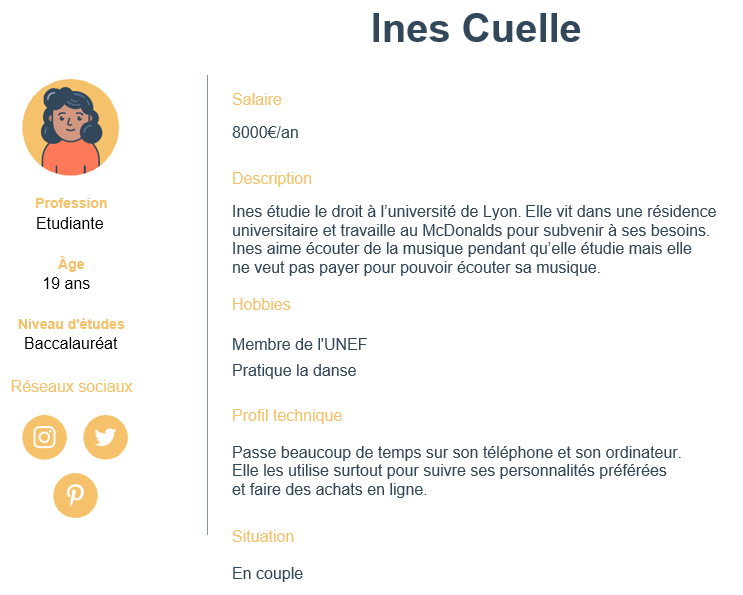 Ines Cuelle
Profession
Etudiante
Âge
19 ans
Niveau d'études
Baccalauréat
Réseaux sociaux
Salaire
8000€/an
Description
Ines étudie le droit à l’université de Lyon. Elle vit dans une résidence
universitaire et travaille au McDonalds pour subvenir à ses besoins.
Ines aime écouter de la musique pendant qu’elle étudie mais elle
ne veut pas payer pour pouvoir écouter sa musique.
Hobbies
Membre de l'UNEF
Pratique la danse
Profil technique
Passe beaucoup de temps sur son téléphone et son ordinateur.
Elle les utilise surtout pour suivre ses personnalités préférées
et faire des achats en ligne.
Situation
En couple